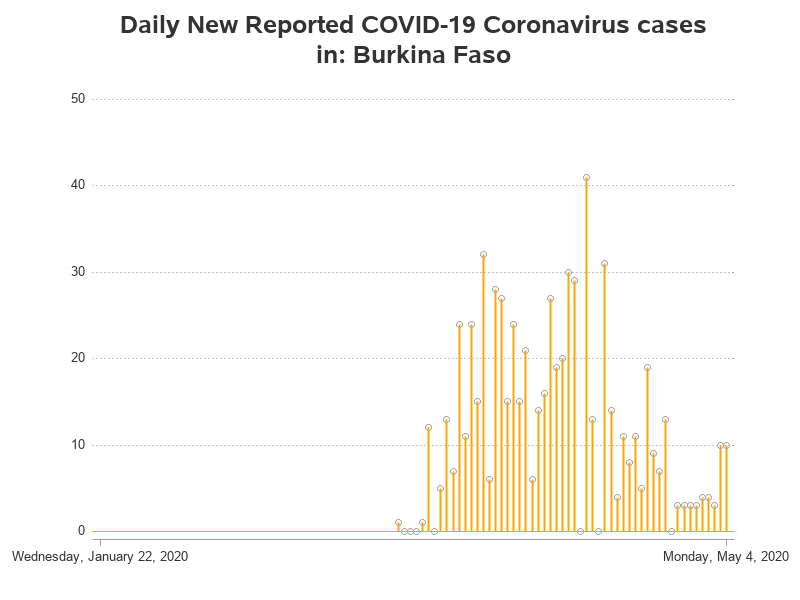 Daily New Reported COVID-19 Coronavirus cases
in: Burkina Faso
50
40
30
20
10
0
Wednesday, January 22, 2020
Monday, May 4, 2020